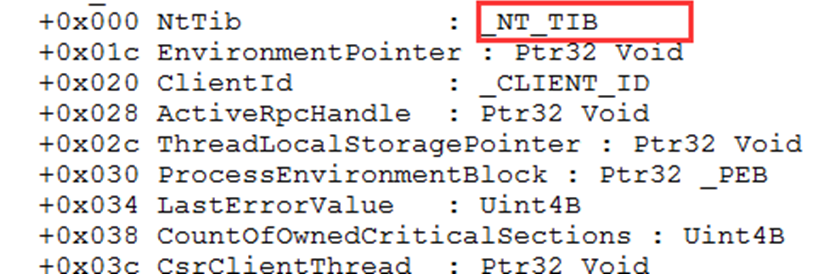 +0x000 NtTib : _NT_TIB
+0x01c EnvironmentPointer : Ptr32 Void
+0x020 ClientId : _CLIENT_ID
+0x028 ActiveRpcHandle : Ptr32 Void
+0x02c ThreadLocalStoragePointer : Ptr32 Void
+0x030 ProcessEnvironmentBlock : Ptr32 _PEB
+0x034 LastErrorValue : Uint4B
+0x038 CountOfOwnedCriticalSections : Uint4B
+0x03c CsrClientThread : Ptr32 Void